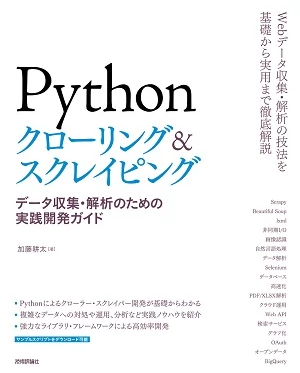 Webデータ収集・解析の技法を
基礎から実用まで徹底解説
Python
クローリング&
スクレイピング
データ収集・解析のための
実践開発ガイド
加藤耕太[著]
Scrapy
Beautiful Soup
lxml
非同期I/O
画像認識
自然言語処理
データ解析
Selenium
データベース
高速化
PDF/XLSX解析
クラウド運用
Web API
検索サービス
グラフ化
OAuth
オープンデータ
BigQuery
・Pythonによるクローラー・スクレイパー開発が基礎からわかる
・複雑なデータへの対処や運用、分析など実践ノウハウを紹介
・強力なライブラリ・フレームワークによる高効率開発
サンプルスクリプトをダウンロード可能
技術評論社